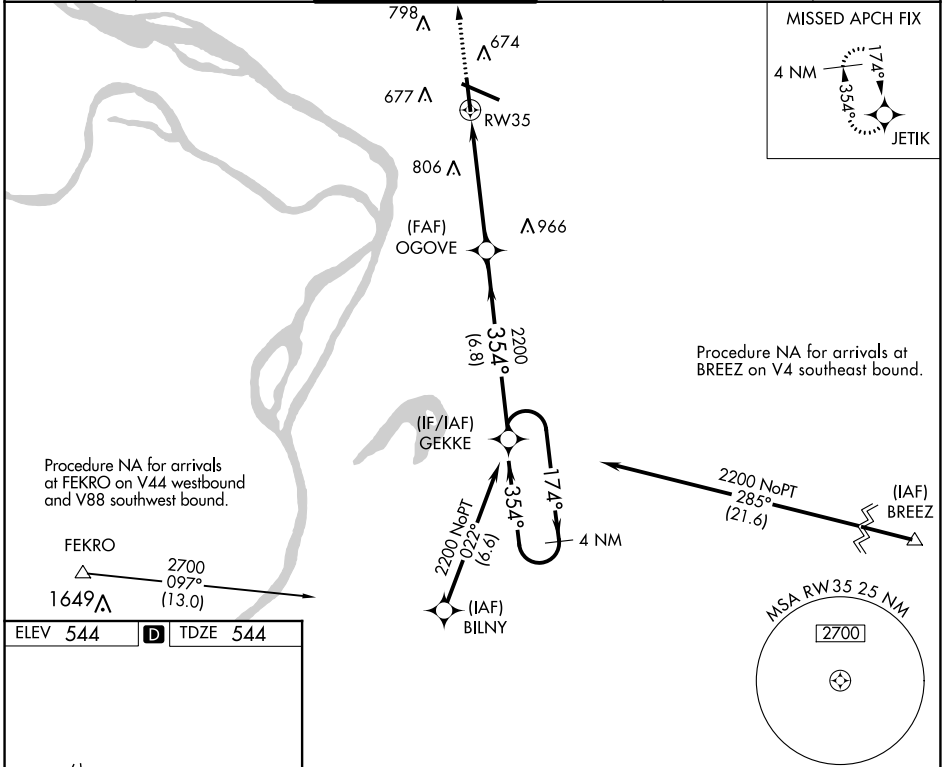 798
674
677
RW35
806
(FAF)
OGOVE
966
MISSED APCH FIX
4 NM
174°
354°
JETIK
2200
354°
(6.8)
Procedure NA for arrivals at
BREEZ on V4 southeast bound.
(IF/IAF)
GEKKE
174°
354°
4 NM
2200 NoPT
285°
(21.6)
(IAF)
BREEZ
Procedure NA for arrivals
at FEKRO on V44 westbound
and V88 southwest bound.
FEKRO
2700
097°
(13.0)
1649
2200 NoPT
022°
(6.6)
(IAF)
BILNY
MSA RW35 25 NM
2700
ELEV 544 D TDZE 544